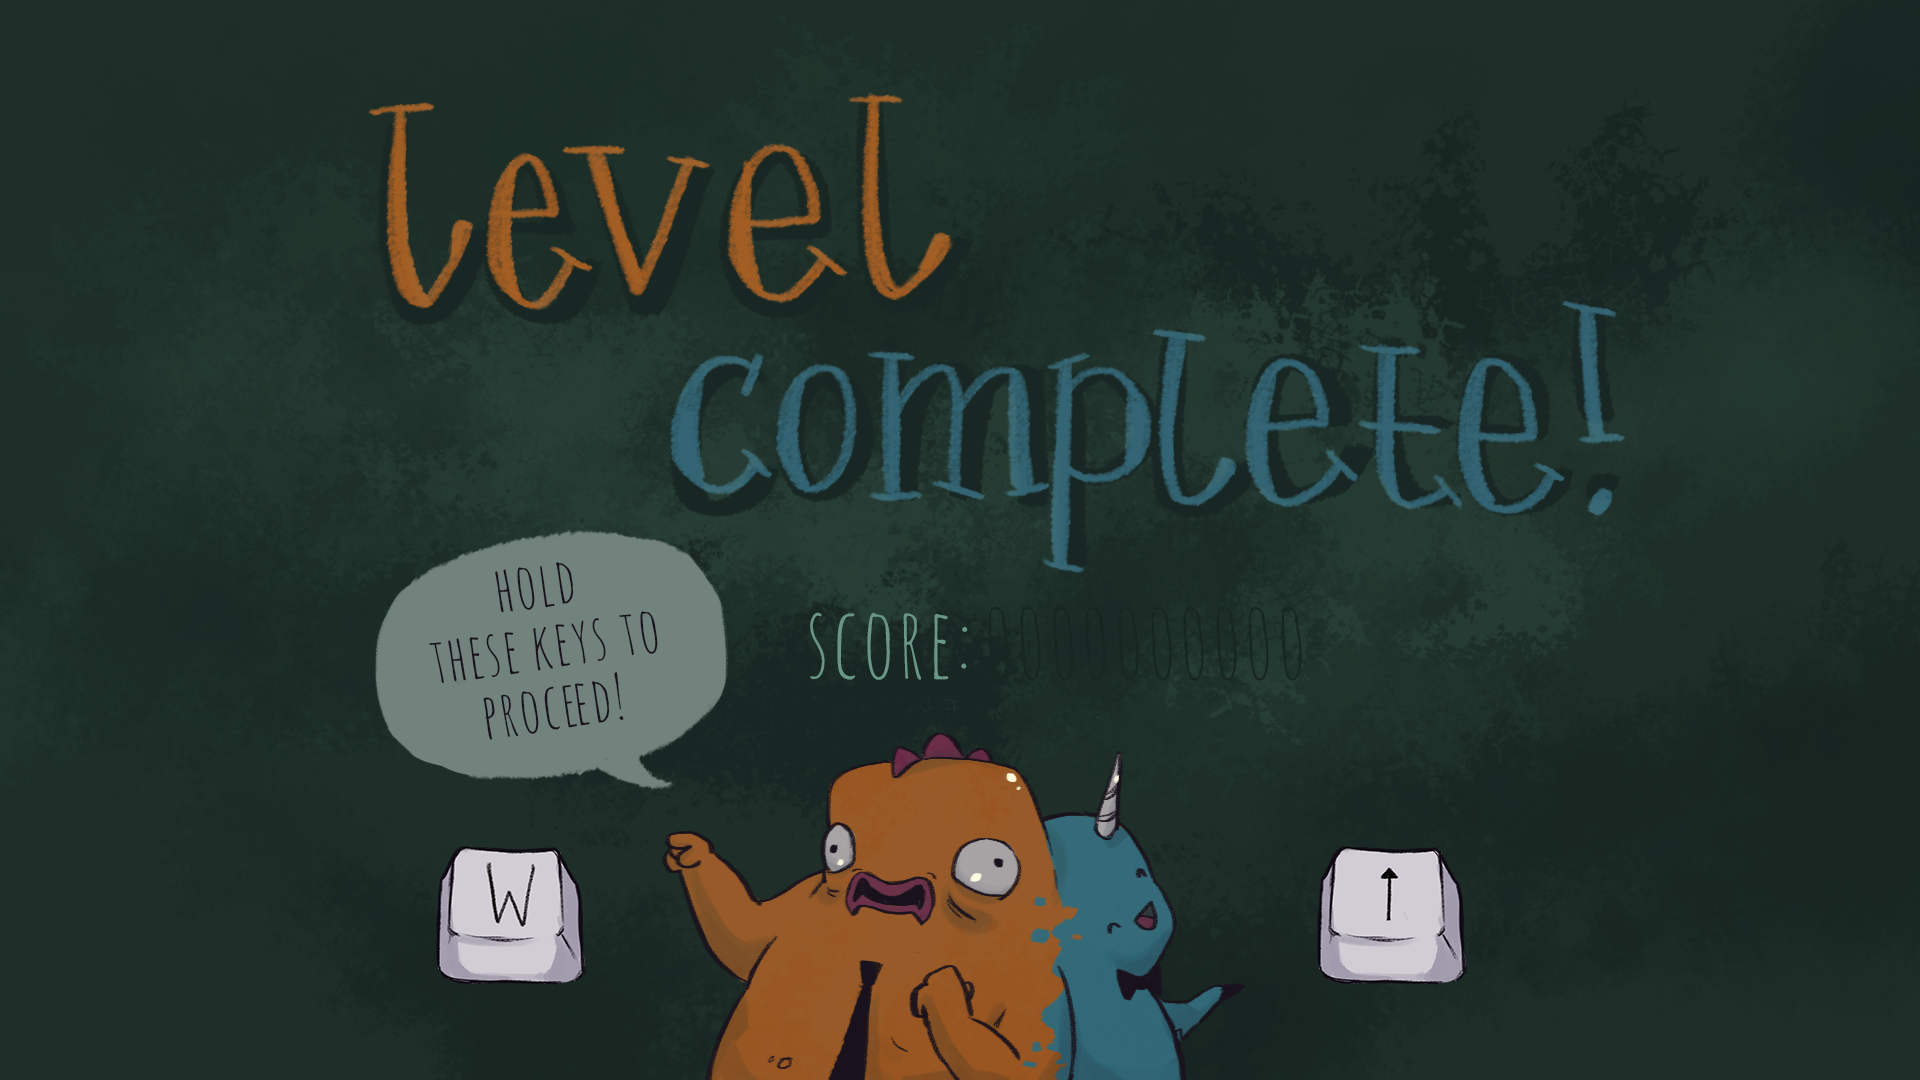 level
complete!
HOLD
THESE KEYS TO
PROCEED!
SCORE: 0000000000
W
↑